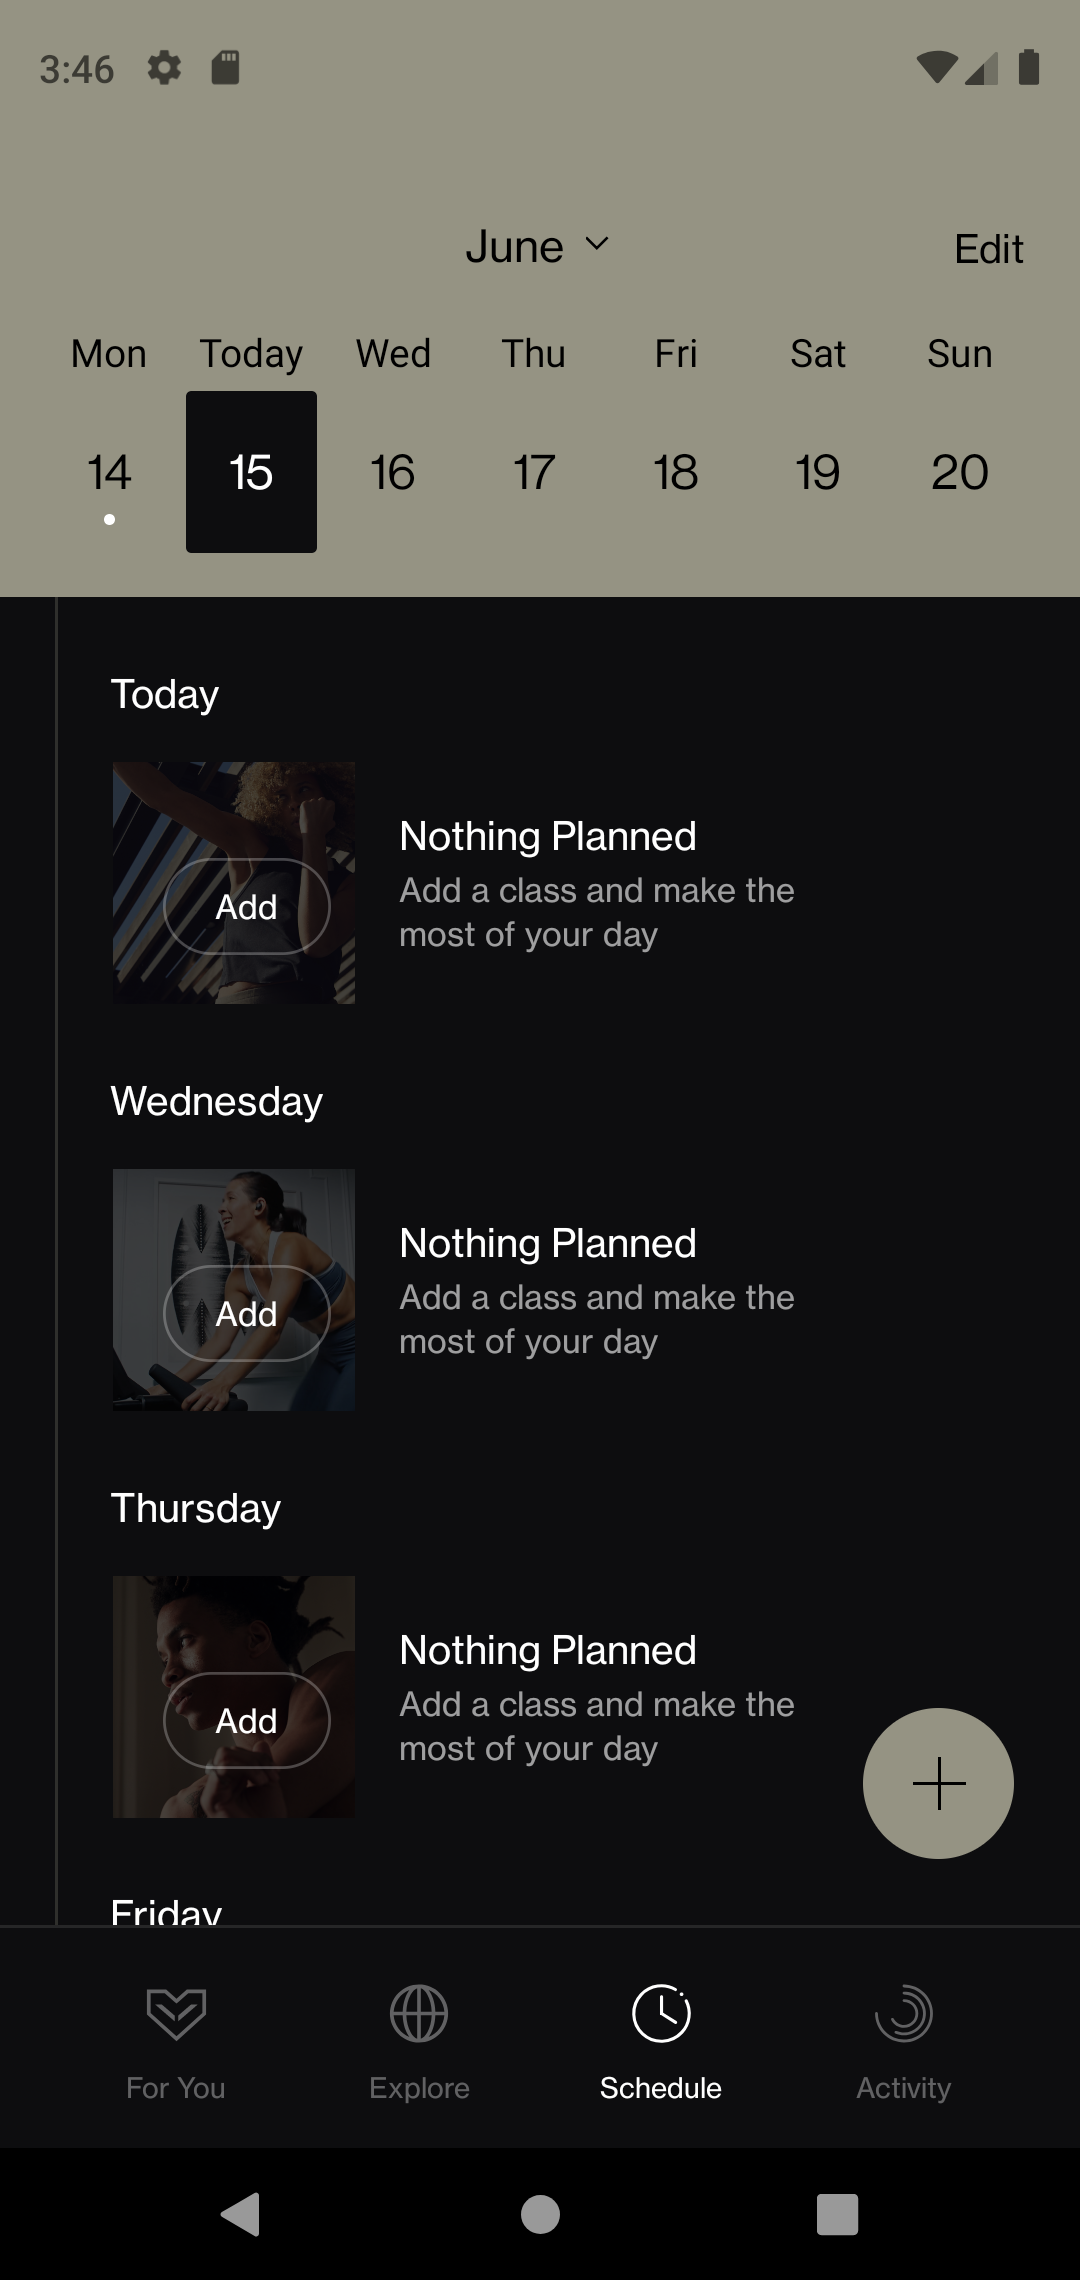 3:46
June
Edit
Mon Today Wed Thu Fri Sat Sun
14 15 16 17 18 19 20
Today
Add
Nothing Planned
Add a class and make the
most of your day
Wednesday
Add
Nothing Planned
Add a class and make the
most of your day
Thursday
Add
Nothing Planned
Add a class and make the
most of your day
Friday
For You Explore Schedule Activity